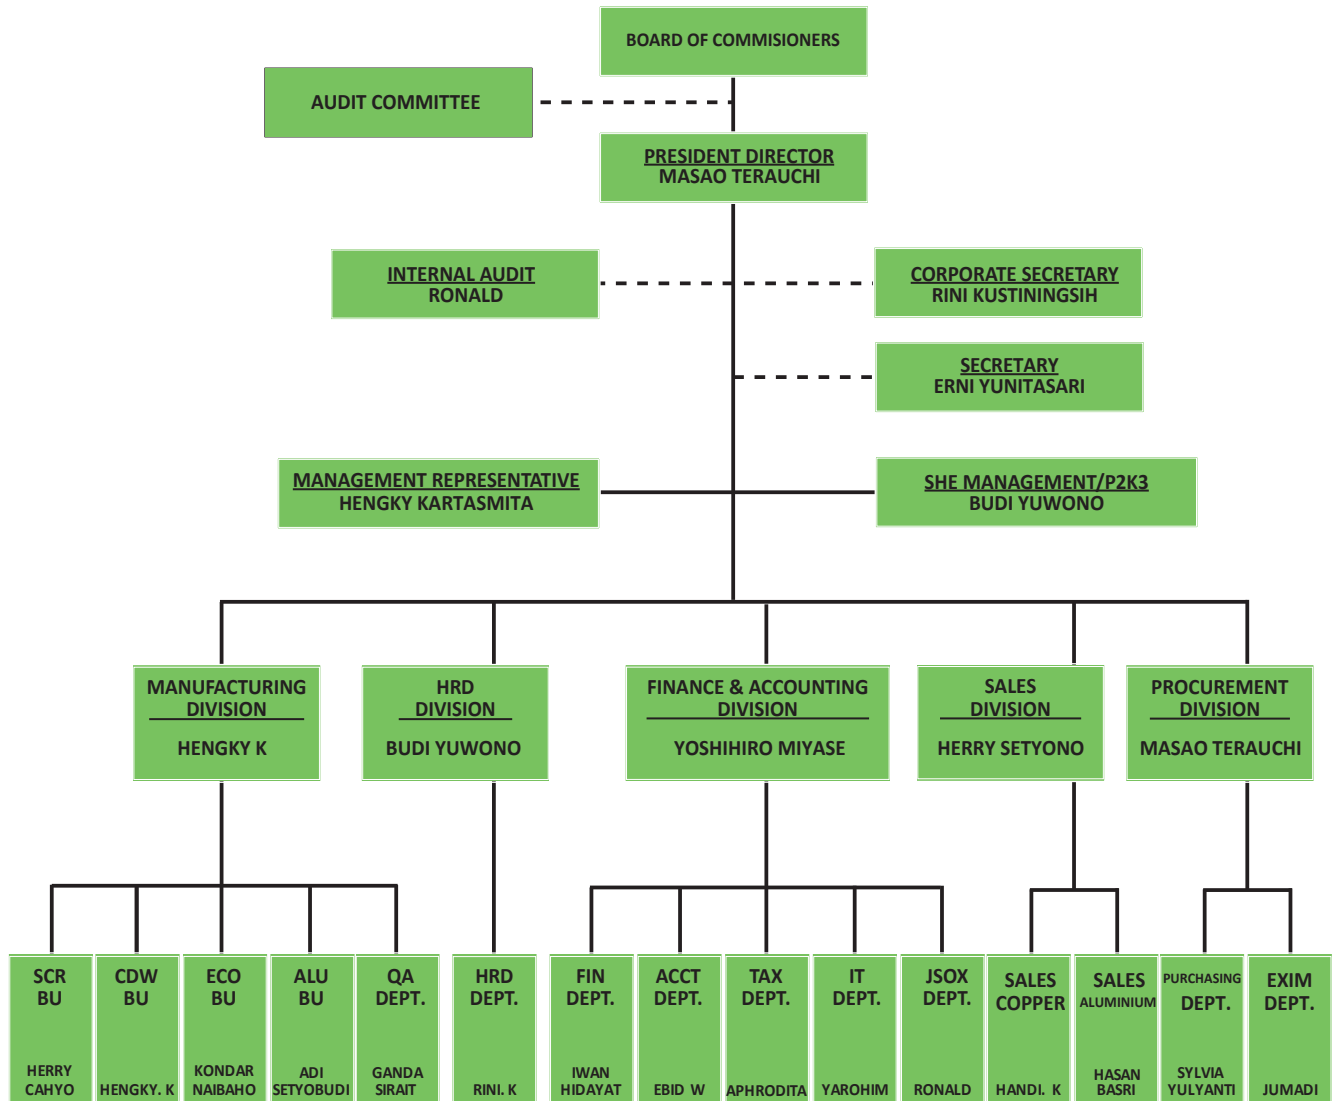 BOARD OF COMMISIONERS
AUDIT COMMITTEE
PRESIDENT DIRECTOR
MASAO TERAUCHI
INTERNAL AUDIT
RONALD
CORPORATE SECRETARY
RINI KUSTININGSIH
SECRETARY
ERNI YUNITASARI
MANAGEMENT REPRESENTATIVE
HENGKY KARTASMITA
SHE MANAGEMENT/P2K3
BUDI YUWONO
MANUFACTURING
DIVISION
HENGKY K
HRD
DIVISION
BUDI YUWONO
FINANCE & ACCOUNTING
DIVISION
YOSHIHIRO MIYASE
SALES
DIVISION
HERRY SETYONO
PROCUREMENT
DIVISION
MASAO TERAUCHI
SCR
BU
HERRY
CAHYO
CDW
BU
HENGKY. K
ECO
BU
KONDAR
NAIBAHO
ALU
BU
ADI
SETYOBUDI
QA
DEPT.
GANDA
SIRAIT
HRD
DEPT.
RINI. K
FIN
DEPT.
IWAN
HIDAYAT
ACCT
DEPT.
EBID W
TAX
DEPT.
APHRODITA
IT
DEPT.
YAROHIM
JSOX
DEPT.
RONALD
SALES
COPPER
HANDI. K
SALES
ALUMINIUM
HASAN
BASRI
PURCHASING
DEPT.
SYLVIA
YULYANTI
EXIM
DEPT.
JUMADI